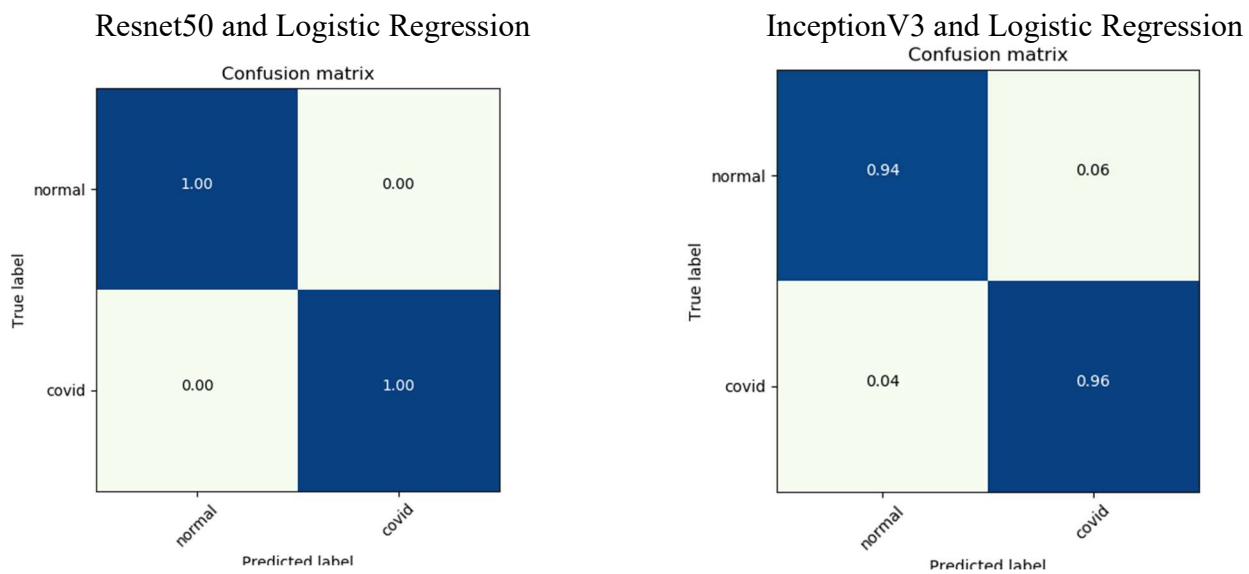 Resnet50 and Logistic Regression
Confusion matrix
True label
normal
1.00
0.00
covid
0.00
1.00
normal
covid
Predicted label
InceptionV3 and Logistic Regression
Confusion matrix
True label
normal
0.94
0.06
covid
0.04
0.96
normal
covid
Predicted label